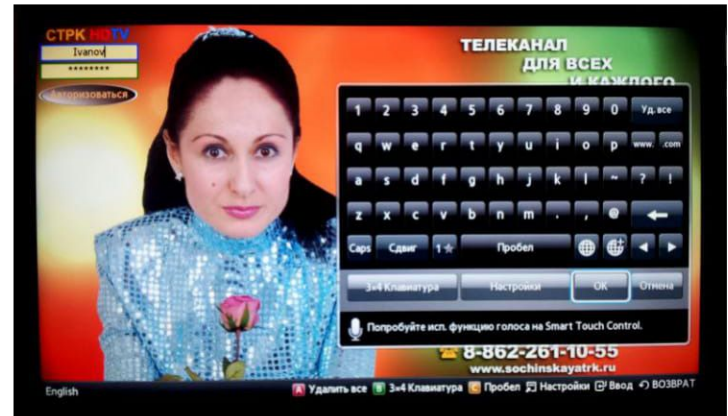 СТРК HDTV
Ivanov
********
Авторизоваться
ТЕЛЕКАНАЛ
ДЛЯ ВСЕХ
И КАЖДОГО
1 2 3 4 5 6 7 8 9 0 Уд. все
q w e r t y u i o p www. .com
a s d f g h j k l ~ ? !
z x c v b n m . , @
Caps Сдвиг 1★ Пробел
3×4 Клавиатура Настройки OK Отмена
Попробуйте исп. функцию голоса на Smart Touch Control.
8-862-261-10-55
www.sochinskayatrk.ru
English A Удалить все B 3×4 Клавиатура C Пробел Настройки Ввод ВОЗВРАТ